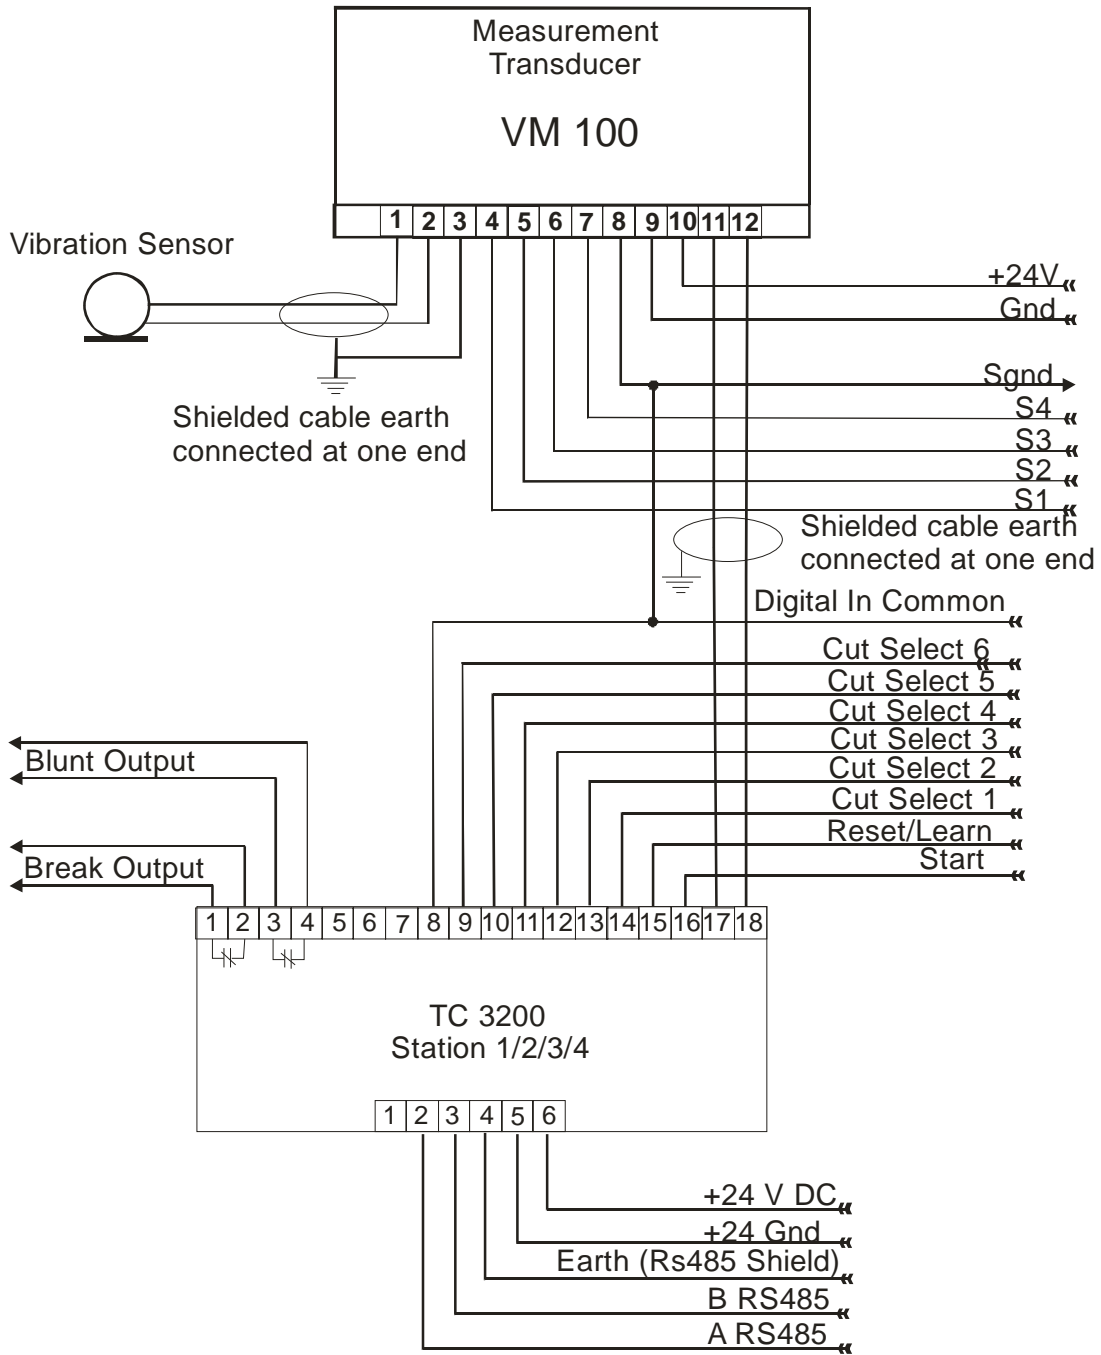 Measurement
Transducer
VM 100
1 2 3 4 5 6 7 8 9 10 11 12
Vibration Sensor
+24V
Gnd
Sgnd
S4
S3
S2
S1
Shielded cable earth
connected at one end
Shielded cable earth
connected at one end
Digital In Common
Cut Select 6
Cut Select 5
Cut Select 4
Cut Select 3
Cut Select 2
Cut Select 1
Reset/Learn
Start
Blunt Output
Break Output
1 2 3 4 5 6 7 8 9 10 11 12 13 14 15 16 17 18
TC 3200
Station 1/2/3/4
1 2 3 4 5 6
+24 V DC
+24 Gnd
Earth (Rs485 Shield)
B RS485
A RS485